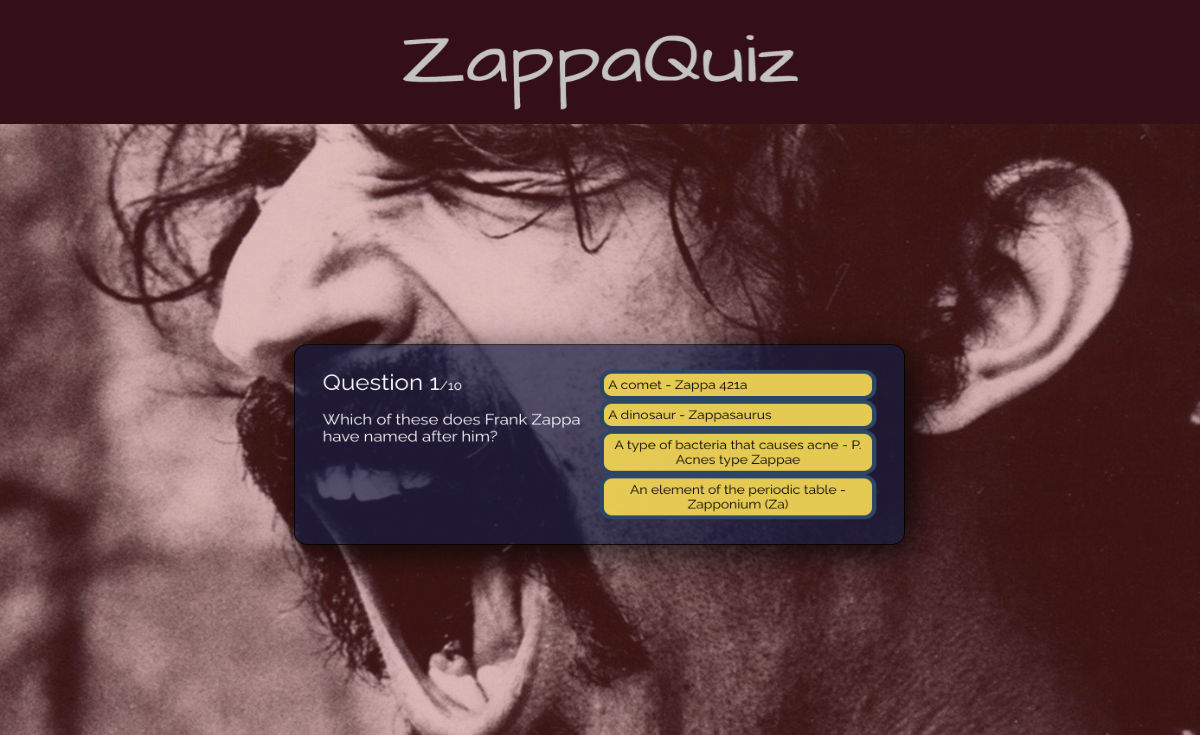 ZappaQuiz
Question 1/10
Which of these does Frank Zappa
have named after him?
A comet - Zappa 421a
A dinosaur - Zappasaurus
A type of bacteria that causes acne - P.
Acnes type Zappae
An element of the periodic table -
Zapponium (Za)